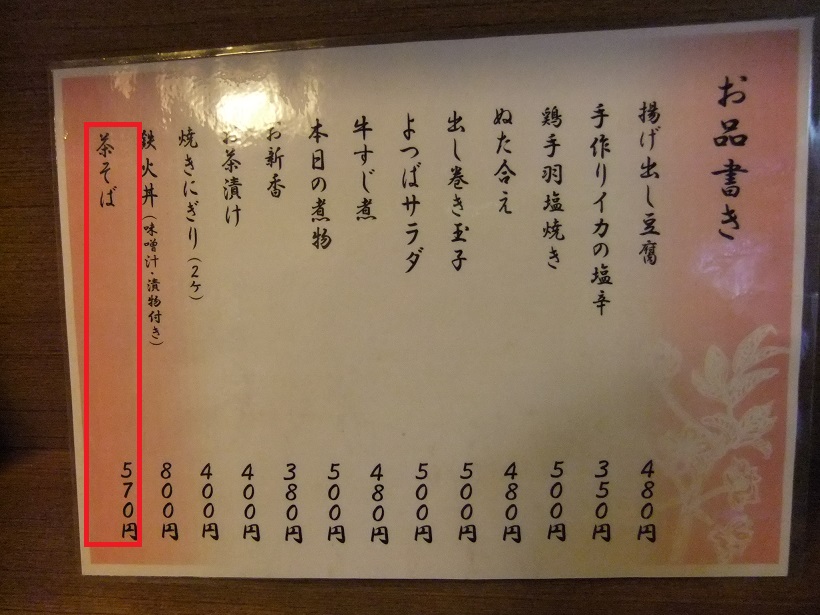 お品書き
揚げ出し豆腐 480円
手作りイカの塩辛 350円
鶏手羽塩焼き 500円
ぬた合え 480円
出し巻き玉子 500円
よつばサラダ 500円
牛すじ煮 480円
本日の煮物 500円
お新香 380円
お茶漬け 400円
焼きにぎり(2ケ) 400円
鉄火丼(味噌汁・漬物付き) 800円
茶そば 570円